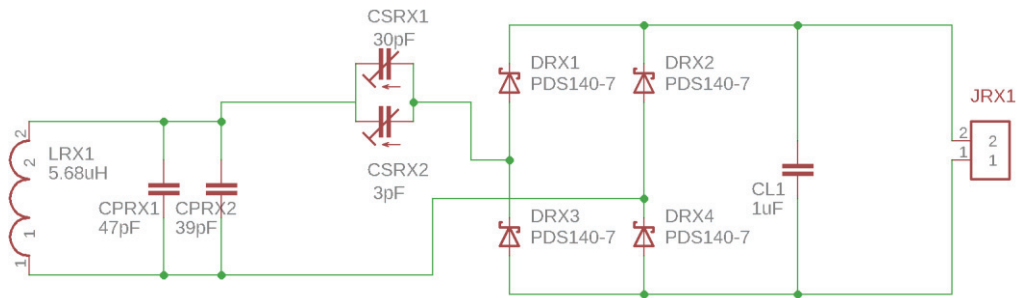 CSRX1
30pF
DRX1
PDS140-7
DRX2
PDS140-7
JRX1
2
2
1
1
2
2
LRX1
5.68uH
CSRX2
3pF
CL1
1uF
CPRX1
47pF
CPRX2
39pF
DRX3
PDS140-7
DRX4
PDS140-7
1
1